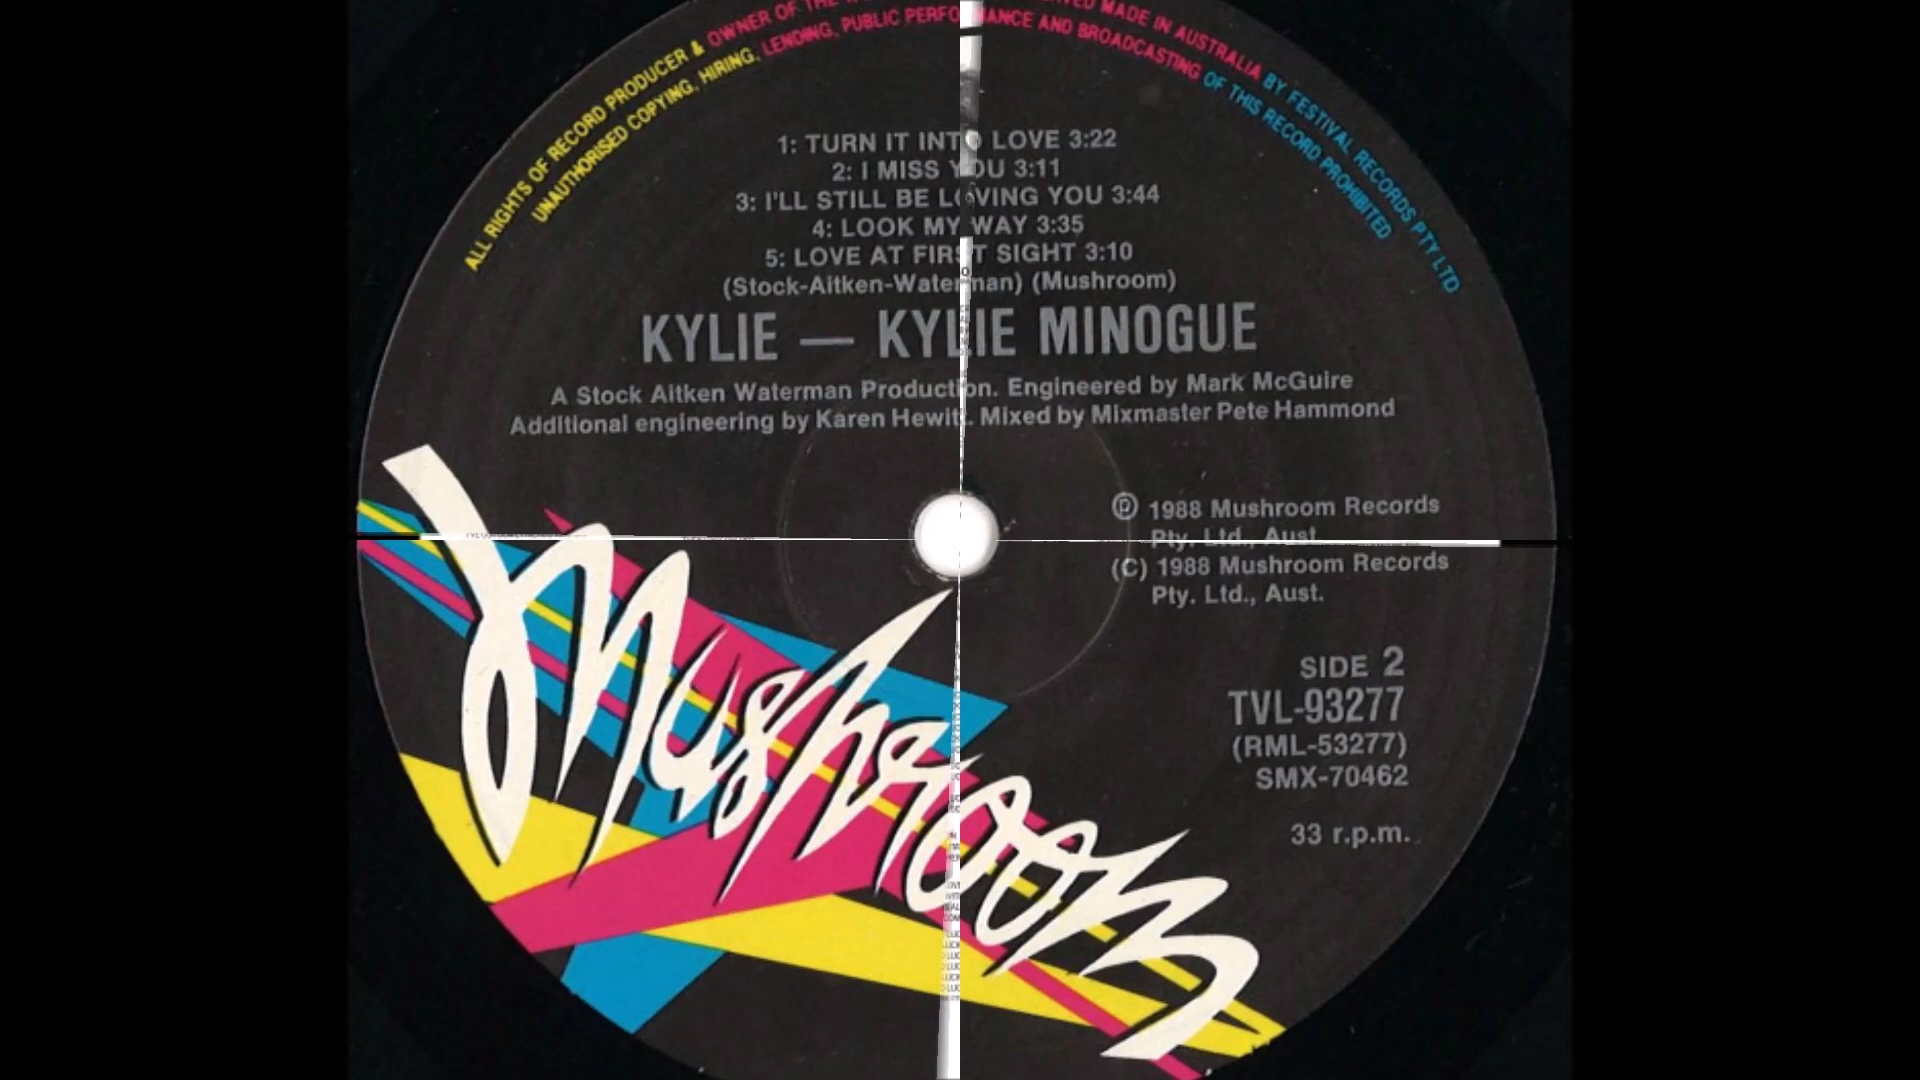 ALL RIGHTS OF RECORD PRODUCER & OWNER OF THE MADE IN AUSTRALIA BY FESTIVAL RECORDS PTY LTD
UNAUTHORISED COPYING, HIRING, LENDING, PUBLIC PERFORMANCE AND BROADCASTING OF THIS RECORD PROHIBITED
1: TURN IT INTO LOVE 3:22
2: I MISS YOU 3:11
3: I'LL STILL BE LOVING YOU 3:44
4: LOOK MY WAY 3:35
5: LOVE AT FIRST SIGHT 3:10
(Stock-Aitken-Waterman) (Mushroom)
KYLIE — KYLIE MINOGUE
A Stock Aitken Waterman Production. Engineered by Mark McGuire
Additional engineering by Karen Hewitt. Mixed by Mixmaster Pete Hammond
℗ 1988 Mushroom Records
Pty. Ltd., Aust.
(C) 1988 Mushroom Records
Pty. Ltd., Aust.
Mushroom
SIDE 2
TVL-93277
(RML-53277)
SMX-70462
33 r.p.m.